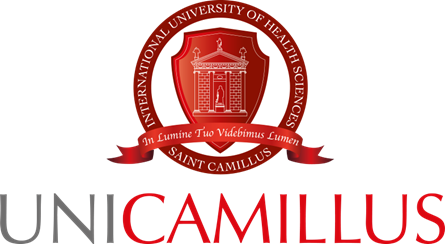 INTERNATIONAL UNIVERSITY OF HEALTH SCIENCES
In Lumine Tuo Videbimus Lumen
SAINT CAMILLUS
UNICAMILLUS